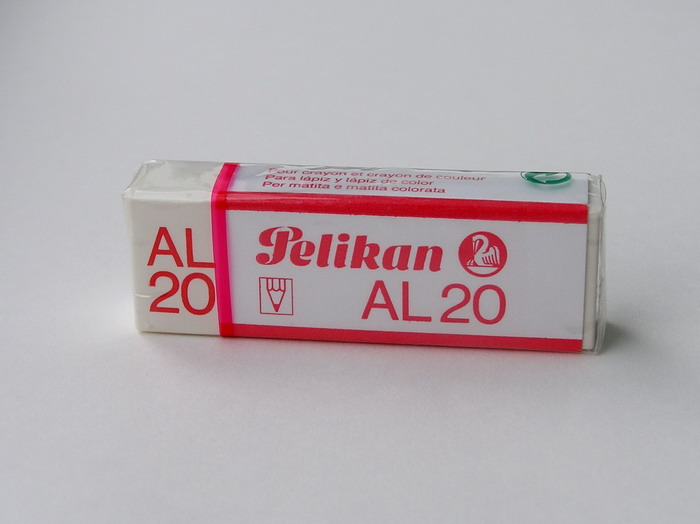 Pour crayon et crayon de couleur
Para lápiz y lápiz de color
Per matita e matita colorata
AL
20
Pelikan
AL 20